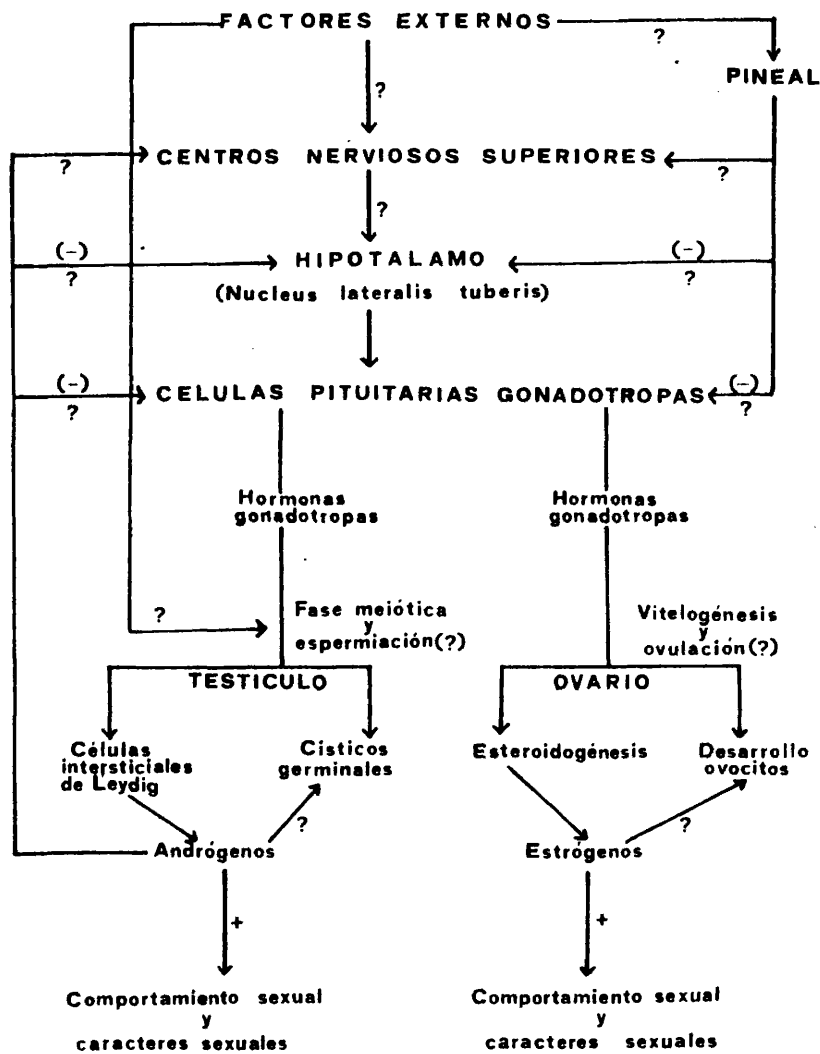 FACTORES EXTERNOS
?
PINEAL
?
? CENTROS NERVIOSOS SUPERIORES ?
?
(-) HIPOTALAMO (-)
? ?
(Nucleus lateralis tuberis)
(-) CELULAS PITUITARIAS GONADOTROPAS (-)
? ?
Hormonas
gonadotropas
Hormonas
gonadotropas
?
Fase meiótica
y
espermiación(?)
Vitelogénesis
y
ovulación(?)
TESTICULO
OVARIO
Células
intersticiales
de Leydig
Císticos
germinales
Esteroidogénesis
Desarrollo
ovocitos
?
?
Andrógenos
Estrógenos
+
+
Comportamiento sexual
y
caracteres sexuales
Comportamiento sexual
y
caracteres sexuales